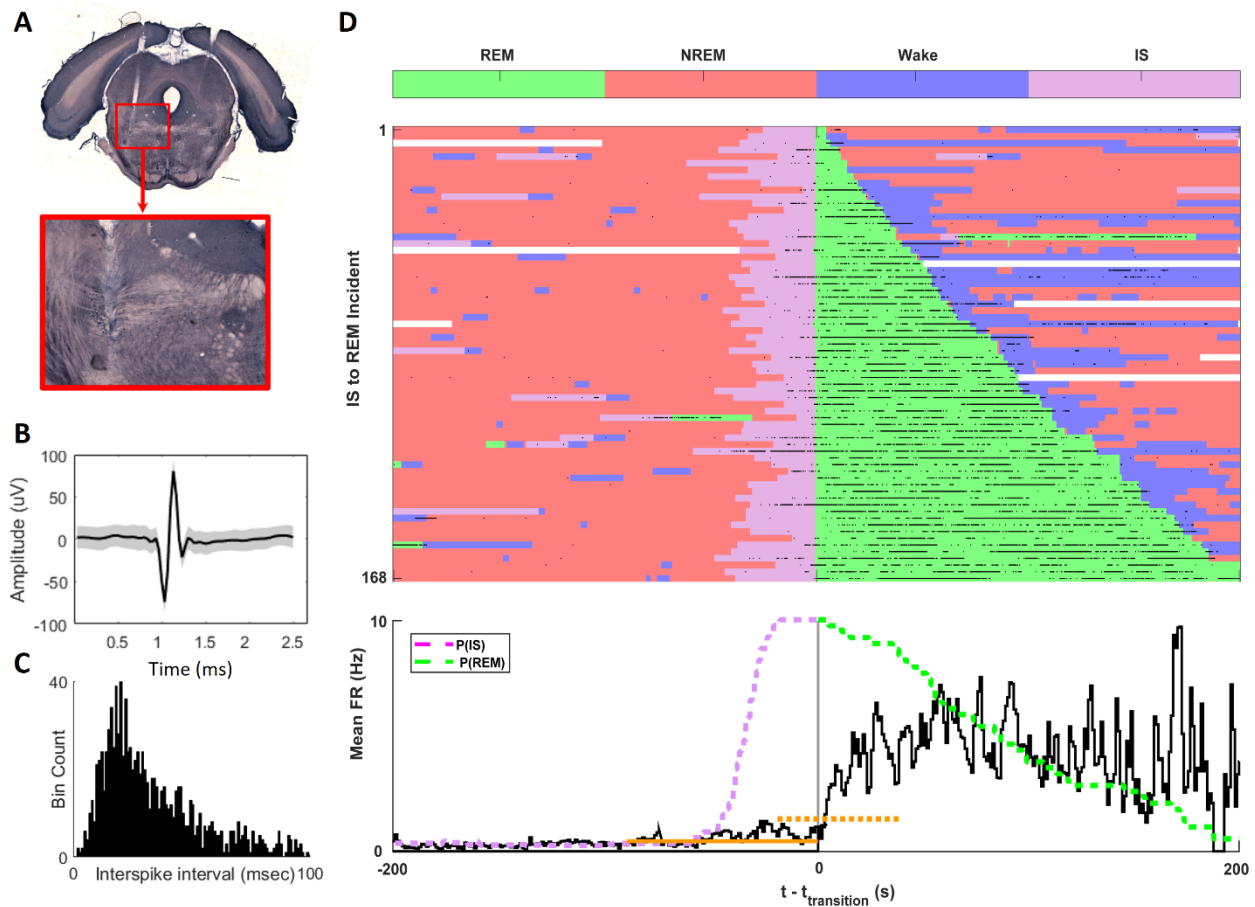 A
B
100
50
0
-50
-100
Amplitude (uV)
0.5
1
1.5
2
2.5
Time (ms)
C
40
0
Bin Count
0
Interspike interval (msec)
100
D
REM
NREM
Wake
IS
1
168
IS to REM Incident
10
0
Mean FR (Hz)
P(IS)
P(REM)
-200
0
200
t - t_transition (s)